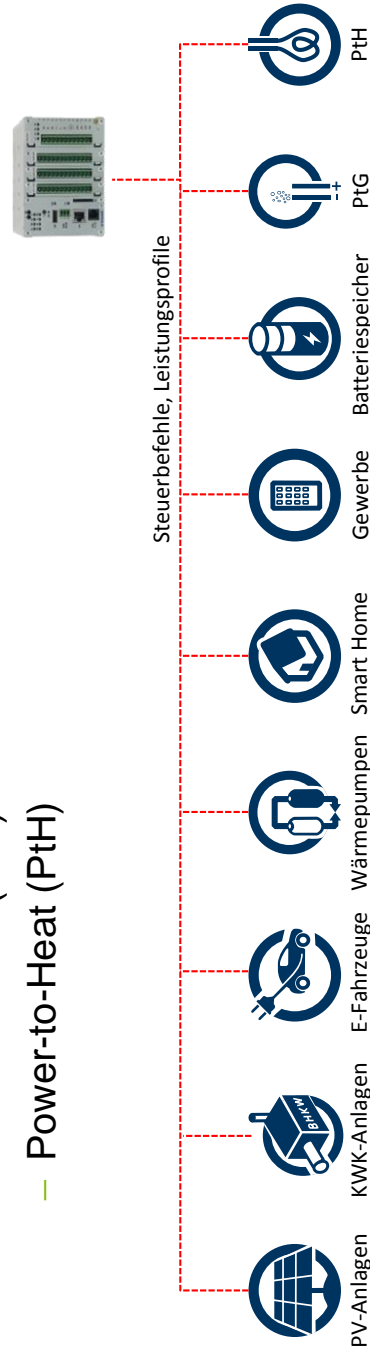 – Power-to-Heat (PtH)
Steuerbefehle, Leistungsprofile
BHKW
+
-
PV-Anlagen
KWK-Anlagen
E-Fahrzeuge
Wärmepumpen
Smart Home
Gewerbe
Batteriespeicher
PtG
PtH